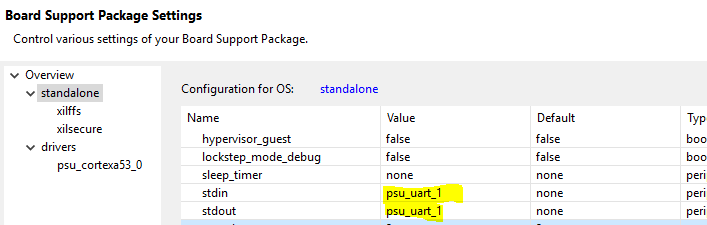 Board Support Package Settings
Control various settings of your Board Support Package.
Overview
standalone
xilffs
xilsecure
drivers
psu_cortexa53_0
Configuration for OS: standalone
Name Value Default Typ
hypervisor_guest false false boo
lockstep_mode_debug false false boo
sleep_timer none none peri
stdin psu_uart_1 none peri
stdout psu_uart_1 none peri